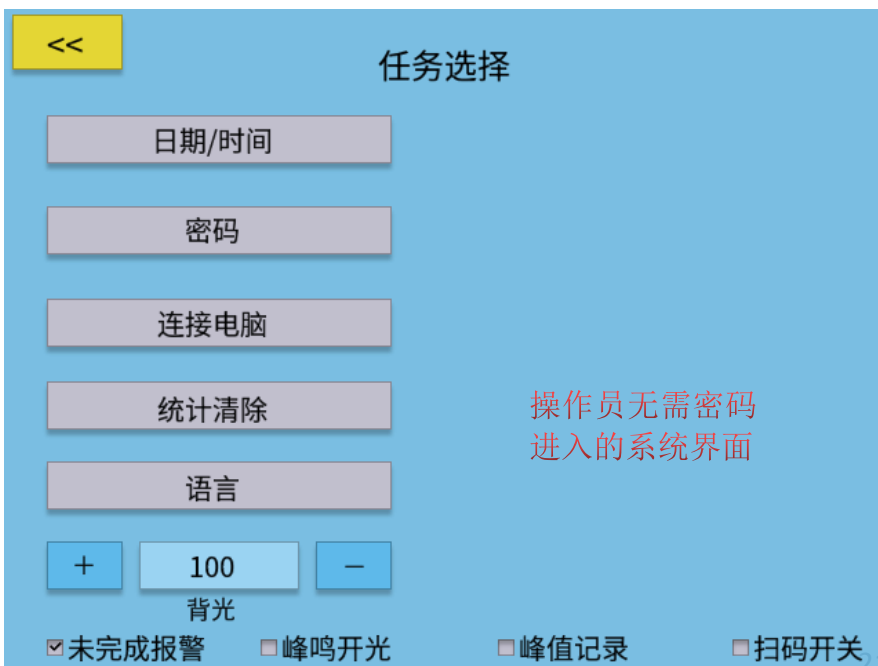 <<
任务选择
日期/时间
密码
连接电脑
统计清除
操作员无需密码
进入的系统界面
语言
+ 100 −
背光
未完成报警 峰鸣开光 峰值记录 扫码开关